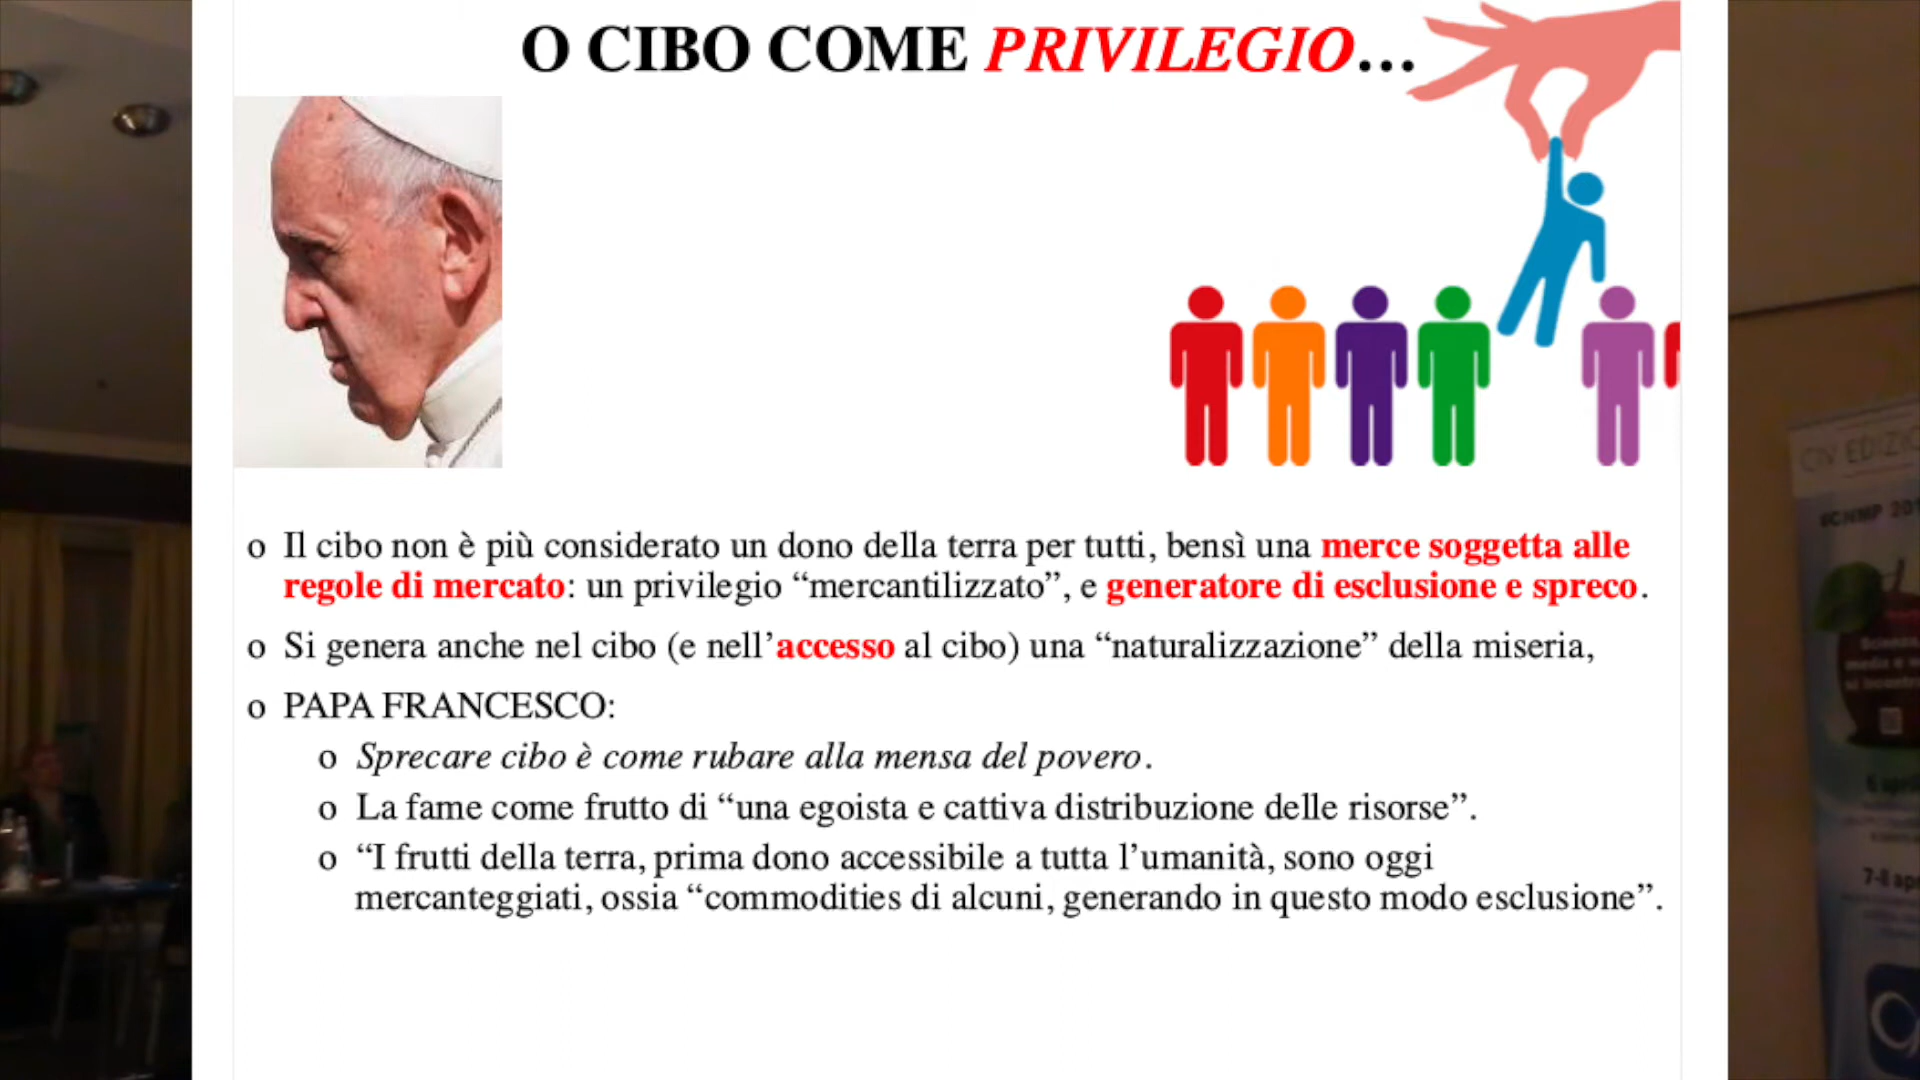 O CIBO COME PRIVILEGIO…
o Il cibo non è più considerato un dono della terra per tutti, bensì una merce soggetta alle
regole di mercato: un privilegio “mercantilizzato”, e generatore di esclusione e spreco.
o Si genera anche nel cibo (e nell’accesso al cibo) una “naturalizzazione” della miseria,
o PAPA FRANCESCO:
o Sprecare cibo è come rubare alla mensa del povero.
o La fame come frutto di “una egoista e cattiva distribuzione delle risorse”.
o “I frutti della terra, prima dono accessibile a tutta l’umanità, sono oggi
mercanteggiati, ossia “commodities di alcuni, generando in questo modo esclusione”.
7-8